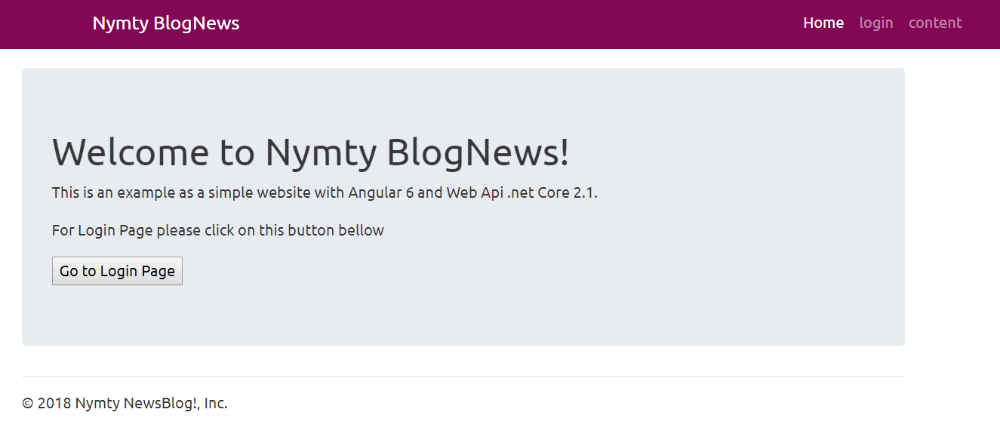 Nymty BlogNews
Home login content
Welcome to Nymty BlogNews!
This is an example as a simple website with Angular 6 and Web Api .net Core 2.1.
For Login Page please click on this button bellow
Go to Login Page
© 2018 Nymty NewsBlog!, Inc.